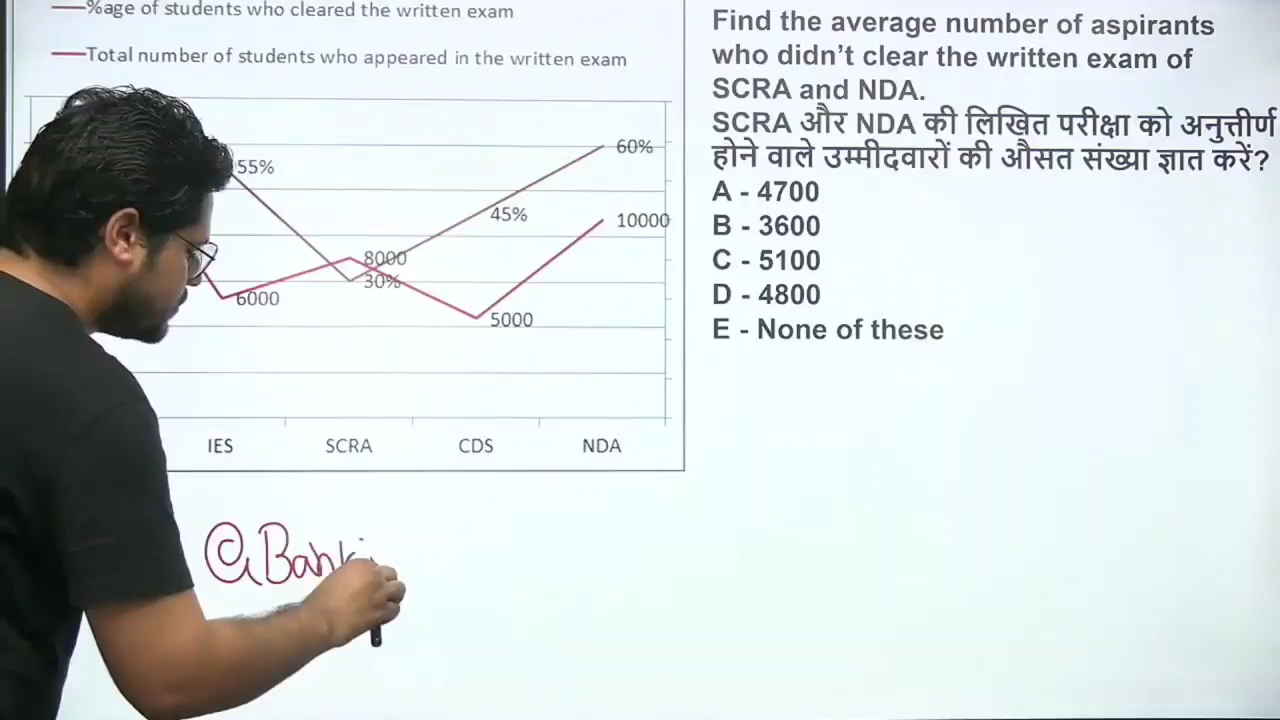 %age of students who cleared the written exam
Total number of students who appeared in the written exam
55%
60%
45%
10000
8000
30%
6000
5000
IES
SCRA
CDS
NDA
@Banki
Find the average number of aspirants
who didn’t clear the written exam of
SCRA and NDA.
SCRA और NDA की लिखित परीक्षा को अनुत्तीर्ण
होने वाले उम्मीदवारों की औसत संख्या ज्ञात करें?
A - 4700
B - 3600
C - 5100
D - 4800
E - None of these